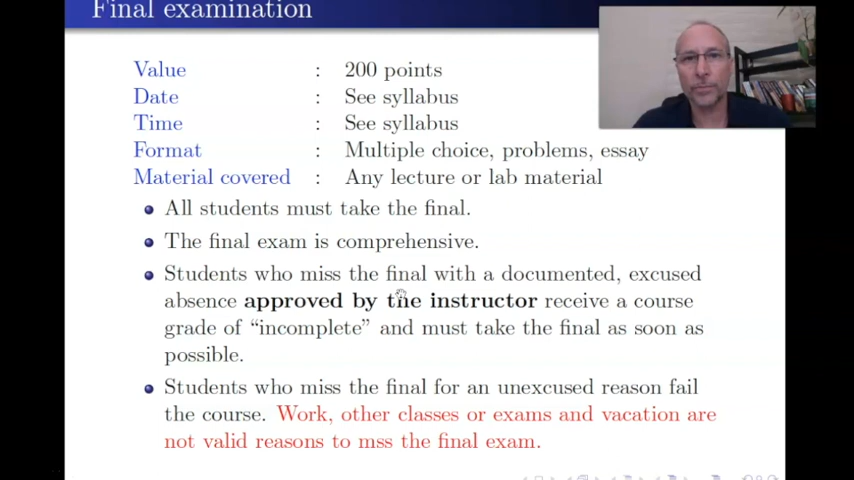 Final examination
Value : 200 points
Date : See syllabus
Time : See syllabus
Format : Multiple choice, problems, essay
Material covered : Any lecture or lab material
All students must take the final.
The final exam is comprehensive.
Students who miss the final with a documented, excused
absence approved by the instructor receive a course
grade of “incomplete” and must take the final as soon as
possible.
Students who miss the final for an unexcused reason fail
the course. Work, other classes or exams and vacation are
not valid reasons to mss the final exam.